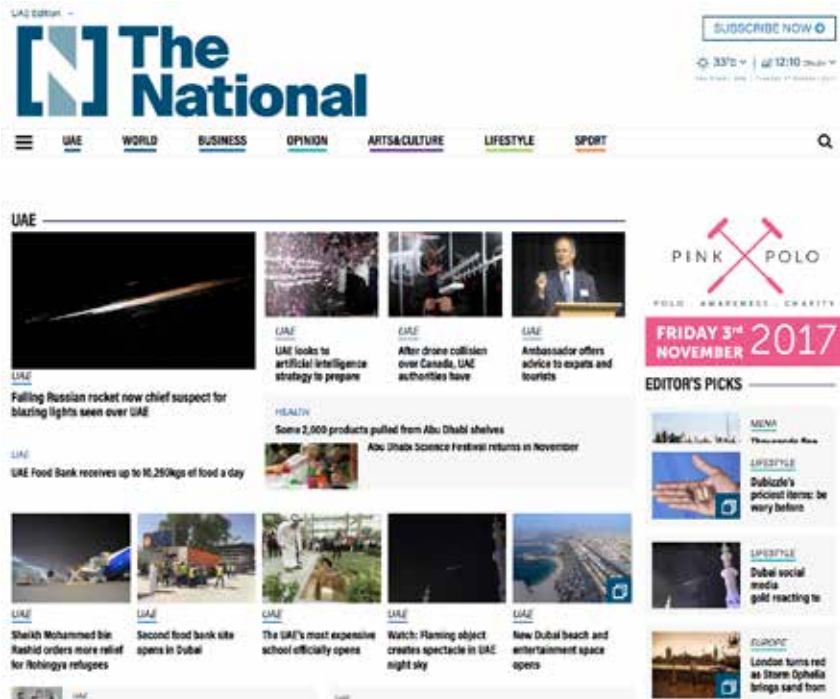 UAE Edition
The
National
SUBSCRIBE NOW
33°C | 12:10
UAE
WORLD
BUSINESS
OPINION
ARTS&CULTURE
LIFESTYLE
SPORT
UAE
UAE
Falling Russian rocket now chief suspect for
blazing lights seen over UAE
UAE
UAE Food Bank receives up to 10,260kgs of food a day
UAE
UAE looks to
artificial intelligence
strategy to prepare
UAE
After drone collision
over Canada, UAE
authorities have
UAE
Ambassador offers
advice to expats and
tourists
HEALTH
Some 2,000 products pulled from Abu Dhabi shelves
Abu Dhabi Science Festival returns in November
UAE
Sheikh Mohammed bin
Rashid orders more relief
for Rohingya refugees
UAE
Second food bank site
opens in Dubai
UAE
The UAE's most expensive
school officially opens
UAE
Watch: Flaming object
creates spectacle in UAE
night sky
UAE
New Dubai beach and
entertainment space
opens
PINK POLO
POLO . AWARENESS . CHARITY
FRIDAY 3rd
NOVEMBER 2017
EDITOR'S PICKS
MENA
LIFESTYLE
Dubizzle's
priciest items: be
wary before
LIFESTYLE
Dubai social
media
gold reacting to
EUROPE
London turns red
as Storm Ophelia
brings sand from